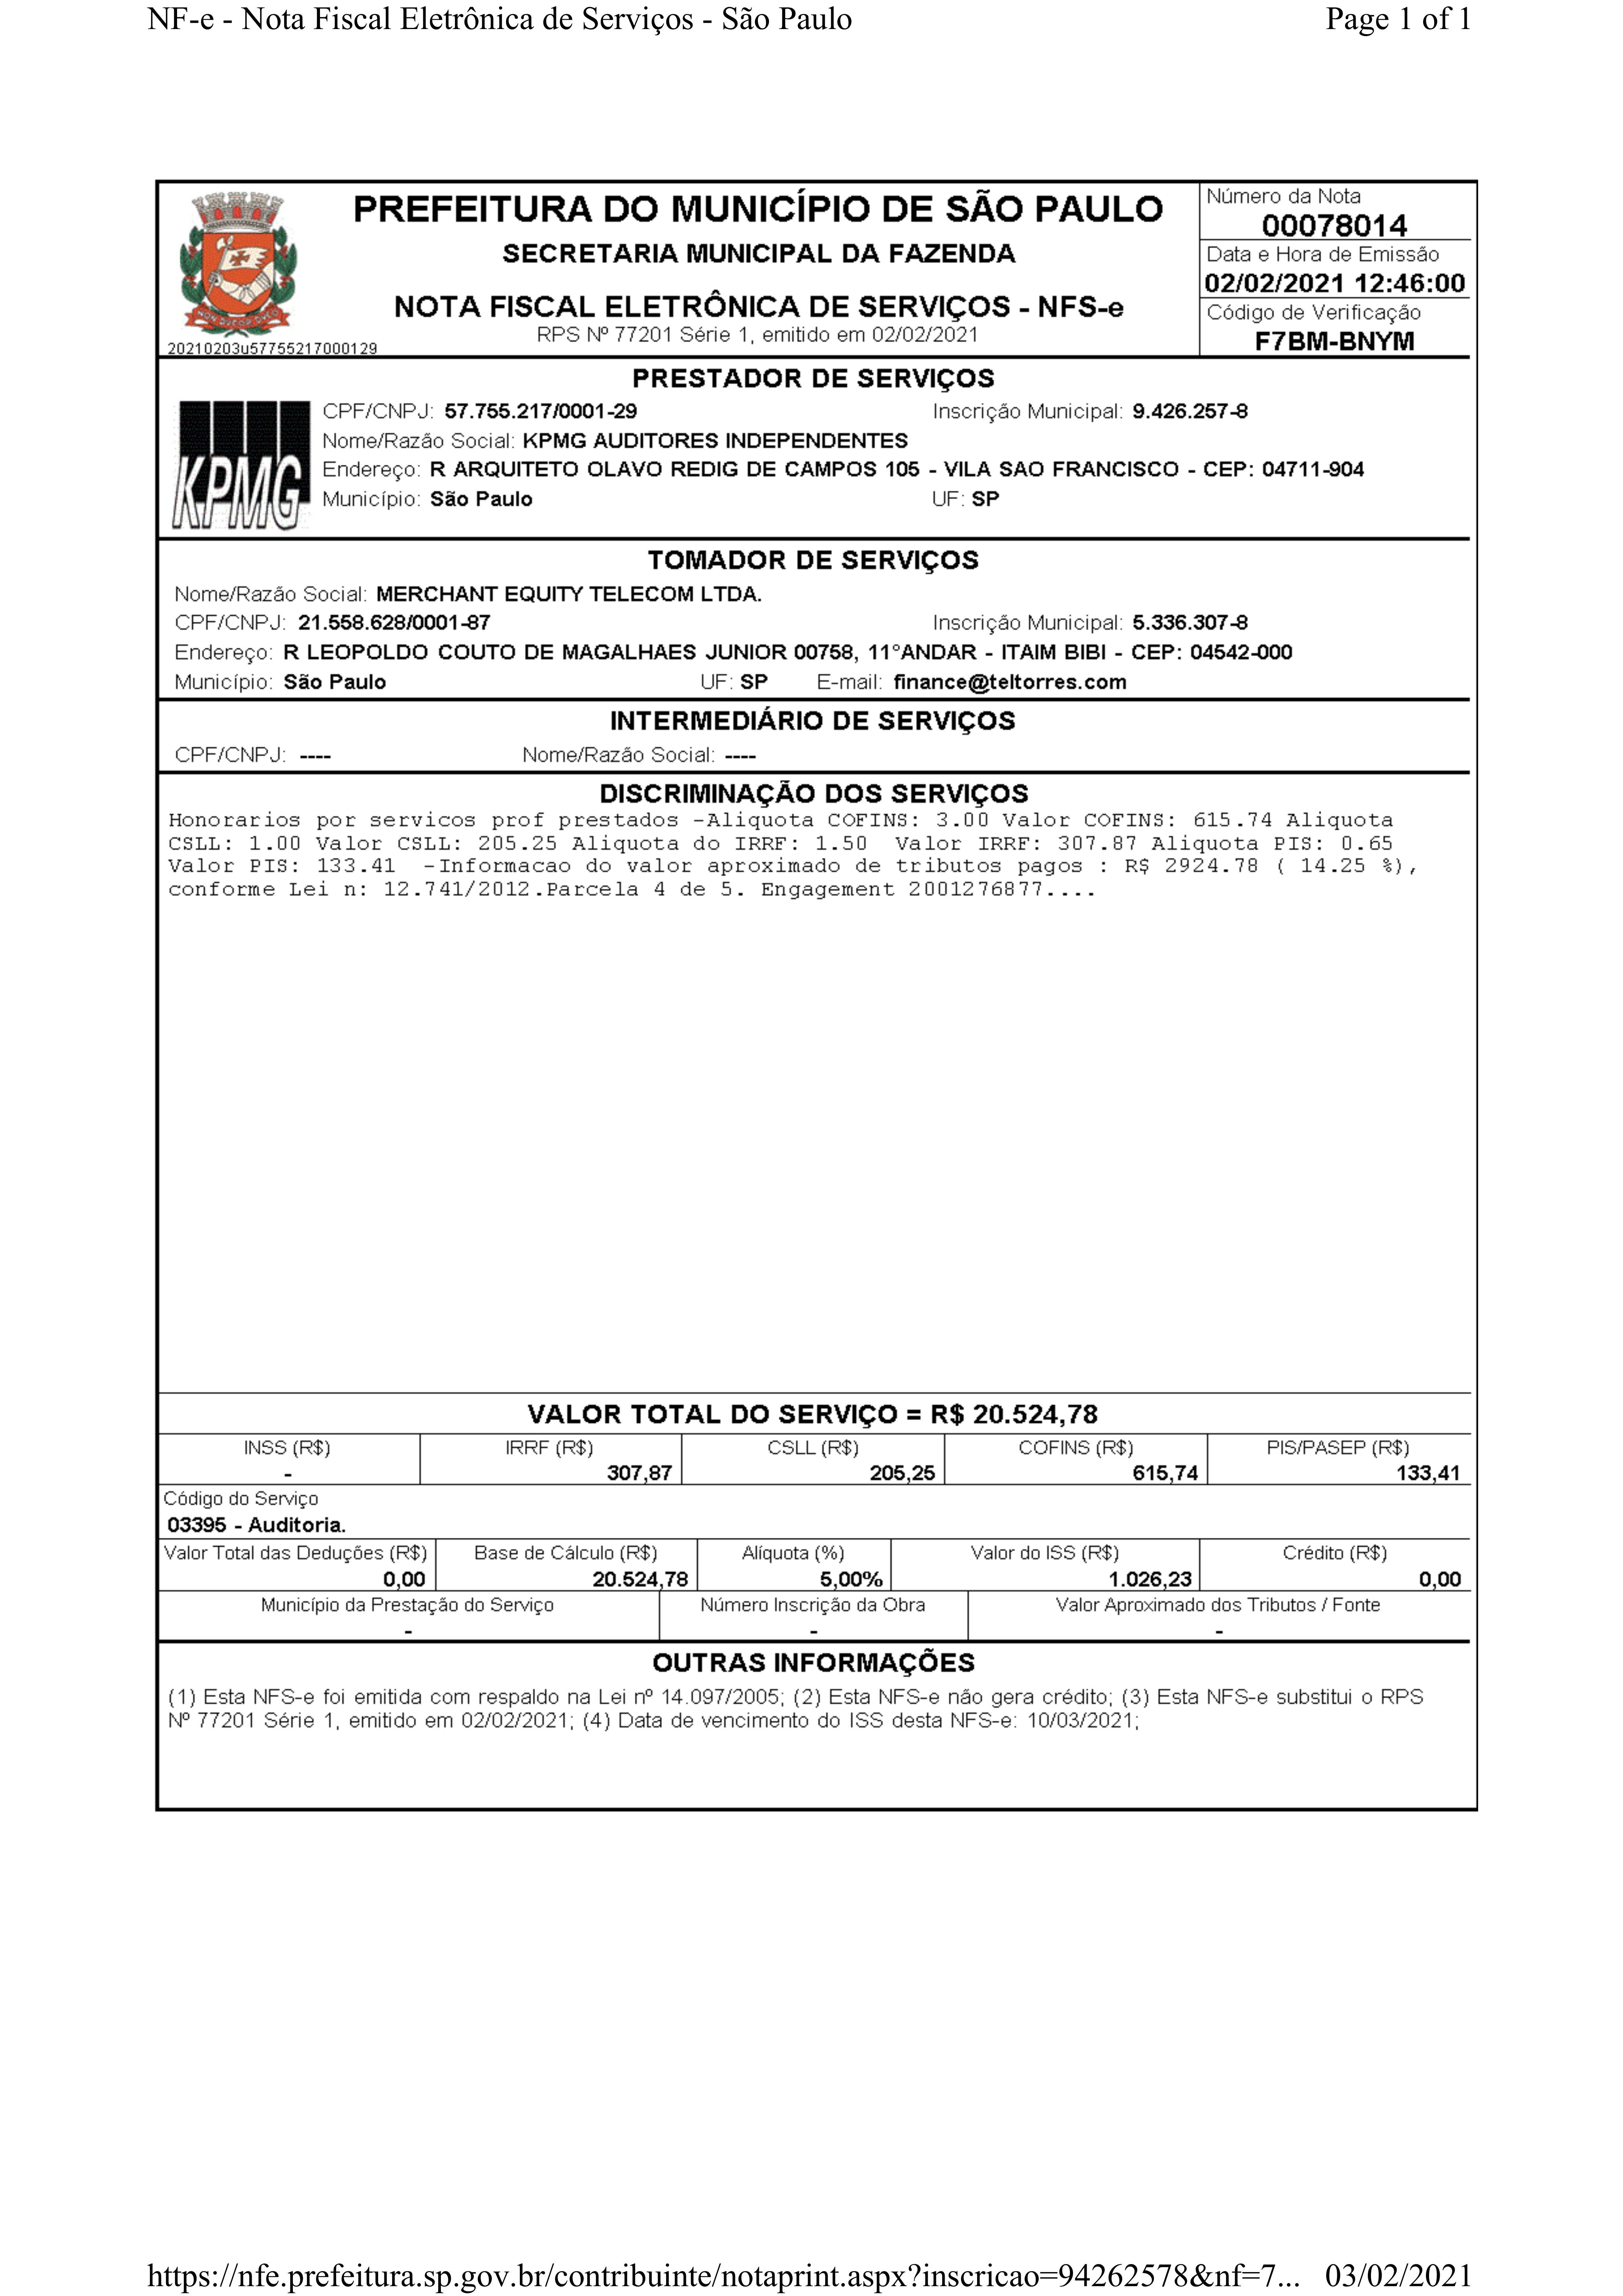 NF-e - Nota Fiscal Eletrônica de Serviços - São Paulo Page 1 of 1
PREFEITURA DO MUNICÍPIO DE SÃO PAULO
SECRETARIA MUNICIPAL DA FAZENDA
NOTA FISCAL ELETRÔNICA DE SERVIÇOS - NFS-e
RPS Nº 77201 Série 1, emitido em 02/02/2021
20210203u57755217000129
Número da Nota
00078014
Data e Hora de Emissão
02/02/2021 12:46:00
Código de Verificação
F7BM-BNYM
PRESTADOR DE SERVIÇOS
KPMG
CPF/CNPJ: 57.755.217/0001-29 Inscrição Municipal: 9.426.257-8
Nome/Razão Social: KPMG AUDITORES INDEPENDENTES
Endereço: R ARQUITETO OLAVO REDIG DE CAMPOS 105 - VILA SAO FRANCISCO - CEP: 04711-904
Município: São Paulo UF: SP
TOMADOR DE SERVIÇOS
Nome/Razão Social: MERCHANT EQUITY TELECOM LTDA.
CPF/CNPJ: 21.558.628/0001-87 Inscrição Municipal: 5.336.307-8
Endereço: R LEOPOLDO COUTO DE MAGALHAES JUNIOR 00758, 11°ANDAR - ITAIM BIBI - CEP: 04542-000
Município: São Paulo UF: SP E-mail: finance@teltorres.com
INTERMEDIÁRIO DE SERVIÇOS
CPF/CNPJ: ---- Nome/Razão Social: ----
DISCRIMINAÇÃO DOS SERVIÇOS
Honorarios por servicos prof prestados -Aliquota COFINS: 3.00 Valor COFINS: 615.74 Aliquota
CSLL: 1.00 Valor CSLL: 205.25 Aliquota do IRRF: 1.50 Valor IRRF: 307.87 Aliquota PIS: 0.65
Valor PIS: 133.41 -Informacao do valor aproximado de tributos pagos : R$ 2924.78 ( 14.25 %),
conforme Lei n: 12.741/2012.Parcela 4 de 5. Engagement 2001276877....
VALOR TOTAL DO SERVIÇO = R$ 20.524,78
INSS (R$) IRRF (R$) CSLL (R$) COFINS (R$) PIS/PASEP (R$)
- 307,87 205,25 615,74 133,41
Código do Serviço
03395 - Auditoria.
Valor Total das Deduções (R$) Base de Cálculo (R$) Alíquota (%) Valor do ISS (R$) Crédito (R$)
0,00 20.524,78 5,00% 1.026,23 0,00
Município da Prestação do Serviço Número Inscrição da Obra Valor Aproximado dos Tributos / Fonte
- - -
OUTRAS INFORMAÇÕES
(1) Esta NFS-e foi emitida com respaldo na Lei nº 14.097/2005; (2) Esta NFS-e não gera crédito; (3) Esta NFS-e substitui o RPS
Nº 77201 Série 1, emitido em 02/02/2021; (4) Data de vencimento do ISS desta NFS-e: 10/03/2021;
https://nfe.prefeitura.sp.gov.br/contribuinte/notaprint.aspx?inscricao=94262578&nf=7... 03/02/2021